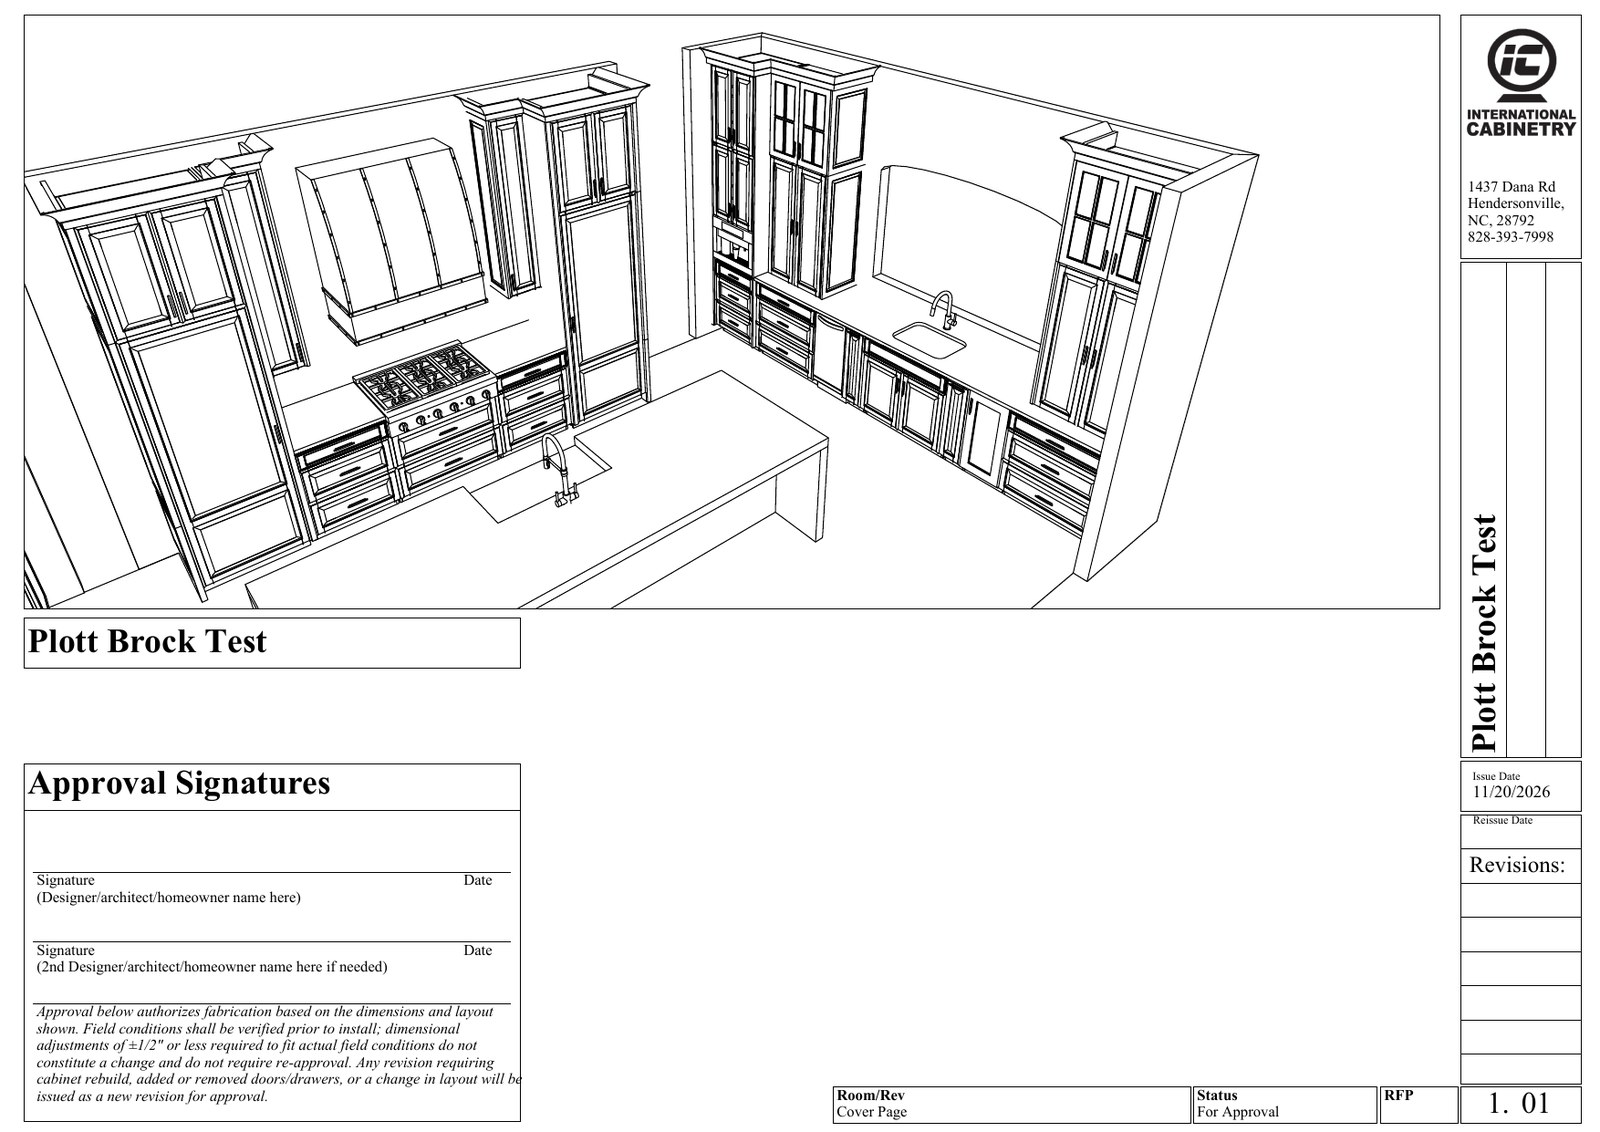 iC
INTERNATIONAL
CABINETRY
1437 Dana Rd
Hendersonville,
NC, 28792
828-393-7998
Plott Brock Test
Plott Brock Test
Approval Signatures
Signature Date
(Designer/architect/homeowner name here)
Signature Date
(2nd Designer/architect/homeowner name here if needed)
Approval below authorizes fabrication based on the dimensions and layout
shown. Field conditions shall be verified prior to install; dimensional
adjustments of ±1/2" or less required to fit actual field conditions do not
constitute a change and do not require re-approval. Any revision requiring
cabinet rebuild, added or removed doors/drawers, or a change in layout will be
issued as a new revision for approval.
Issue Date
11/20/2026
Reissue Date
Revisions:
Room/Rev
Cover Page
Status
For Approval
RFP
1. 01